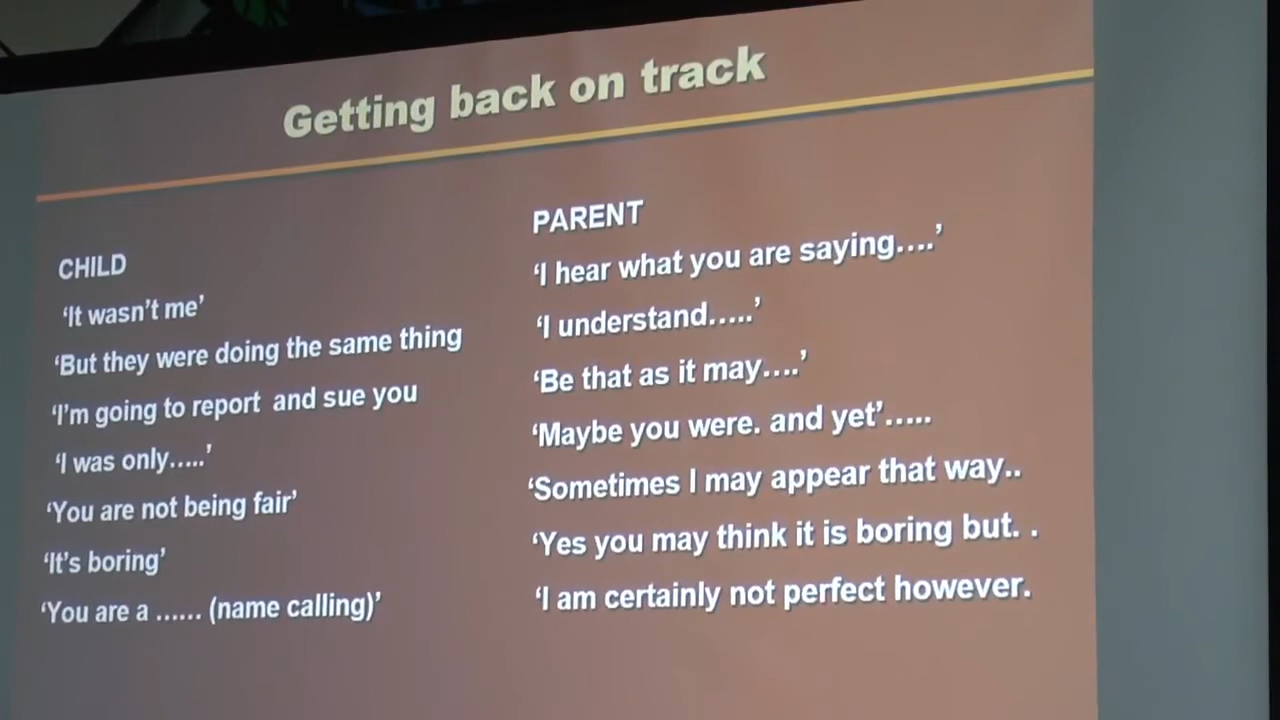 Getting back on track
CHILD
‘It wasn’t me’
‘But they were doing the same thing
‘I’m going to report and sue you
‘I was only…..’
‘You are not being fair’
‘It’s boring’
‘You are a …… (name calling)’
PARENT
‘I hear what you are saying….’
‘I understand…..’
‘Be that as it may….’
‘Maybe you were. and yet’…..
‘Sometimes I may appear that way..
‘Yes you may think it is boring but. .
‘I am certainly not perfect however.